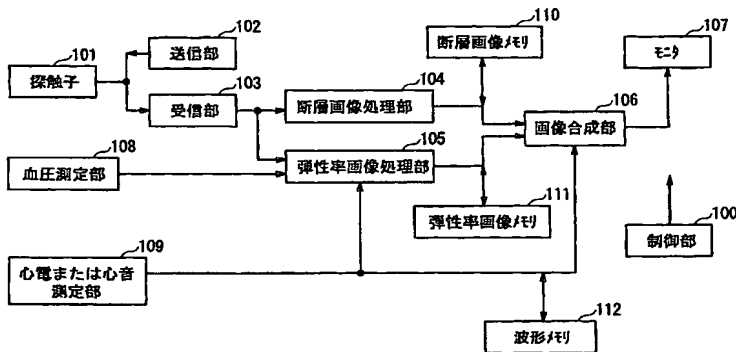 110
断層画像メモリ
107
モニタ
102
送信部
101
探触子
103
受信部
104
断層画像処理部
106
画像合成部
105
弾性率画像処理部
108
血圧測定部
111
弾性率画像メモリ
100
制御部
109
心電または心音
測定部
112
波形メモリ